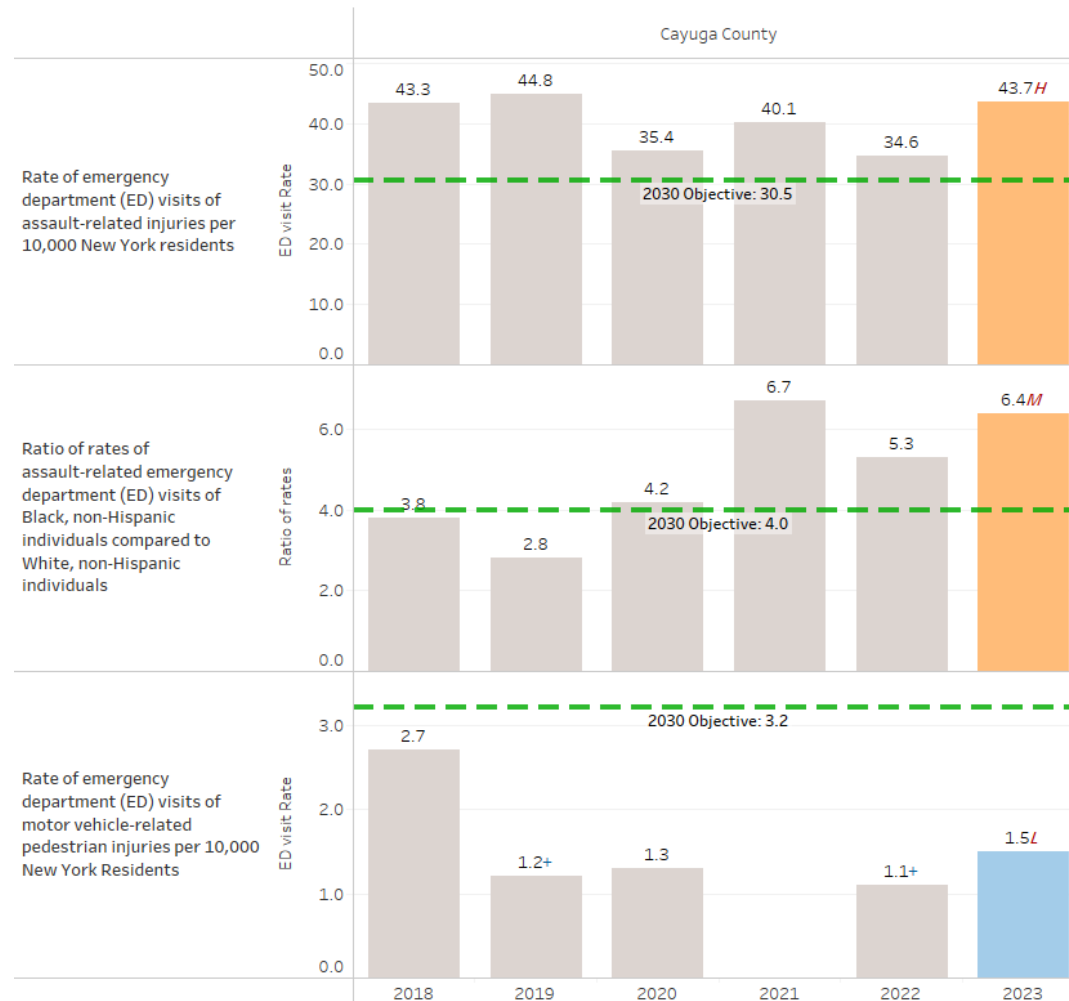 Cayuga County
Rate of emergency
department (ED) visits of
assault-related injuries per
10,000 New York residents
ED visit Rate
50.0
40.0
30.0
20.0
10.0
0.0
43.3
44.8
35.4
40.1
34.6
43.7H
2030 Objective: 30.5
Ratio of rates of
assault-related emergency
department (ED) visits of
Black, non-Hispanic
individuals compared to
White, non-Hispanic
individuals
Ratio of rates
6.0
4.0
2.0
0.0
3.8
2.8
4.2
6.7
5.3
6.4M
2030 Objective: 4.0
Rate of emergency
department (ED) visits of
motor vehicle-related
pedestrian injuries per 10,000
New York Residents
ED visit Rate
3.0
2.0
1.0
0.0
2.7
1.2+
1.3
1.1+
1.5L
2030 Objective: 3.2
2018
2019
2020
2021
2022
2023